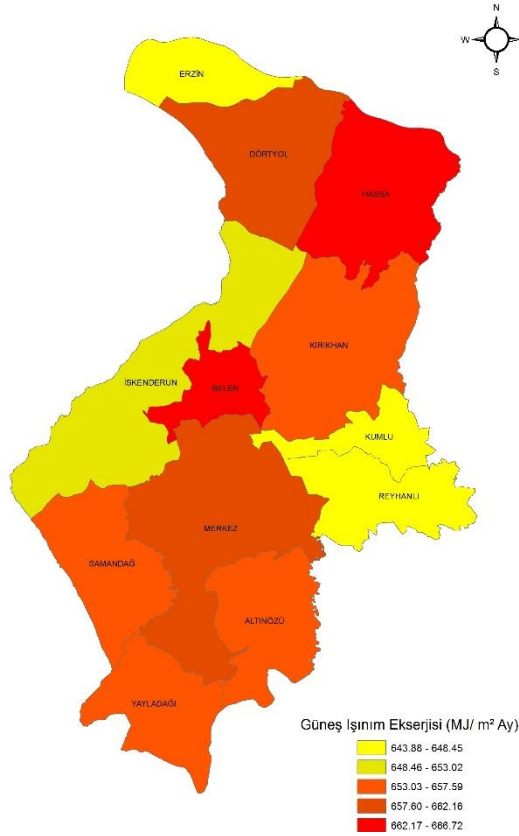 N
W
S
ERZİN
DÖRTYOL
HASSA
KIRIKHAN
İSKENDERUN
BELEN
KUMLU
REYHANLI
MERKEZ
SAMANDAĞ
ALTINÖZÜ
YAYLADAĞI
Güneş Işınım Ekserjisi (MJ/ m² Ay)
643.88 - 648.45
648.46 - 653.02
653.03 - 657.59
657.60 - 662.16
662.17 - 666.72